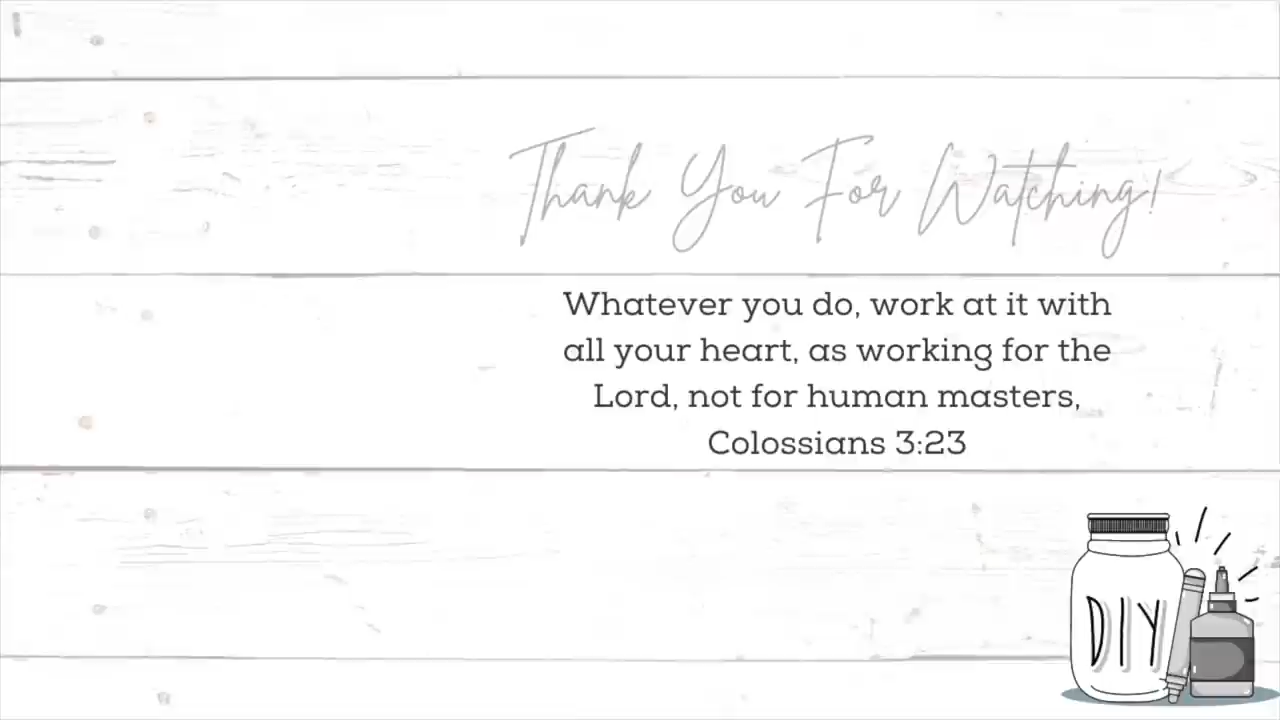 Thank You For Watching!
Whatever you do, work at it with
all your heart, as working for the
Lord, not for human masters,
Colossians 3:23
DIY